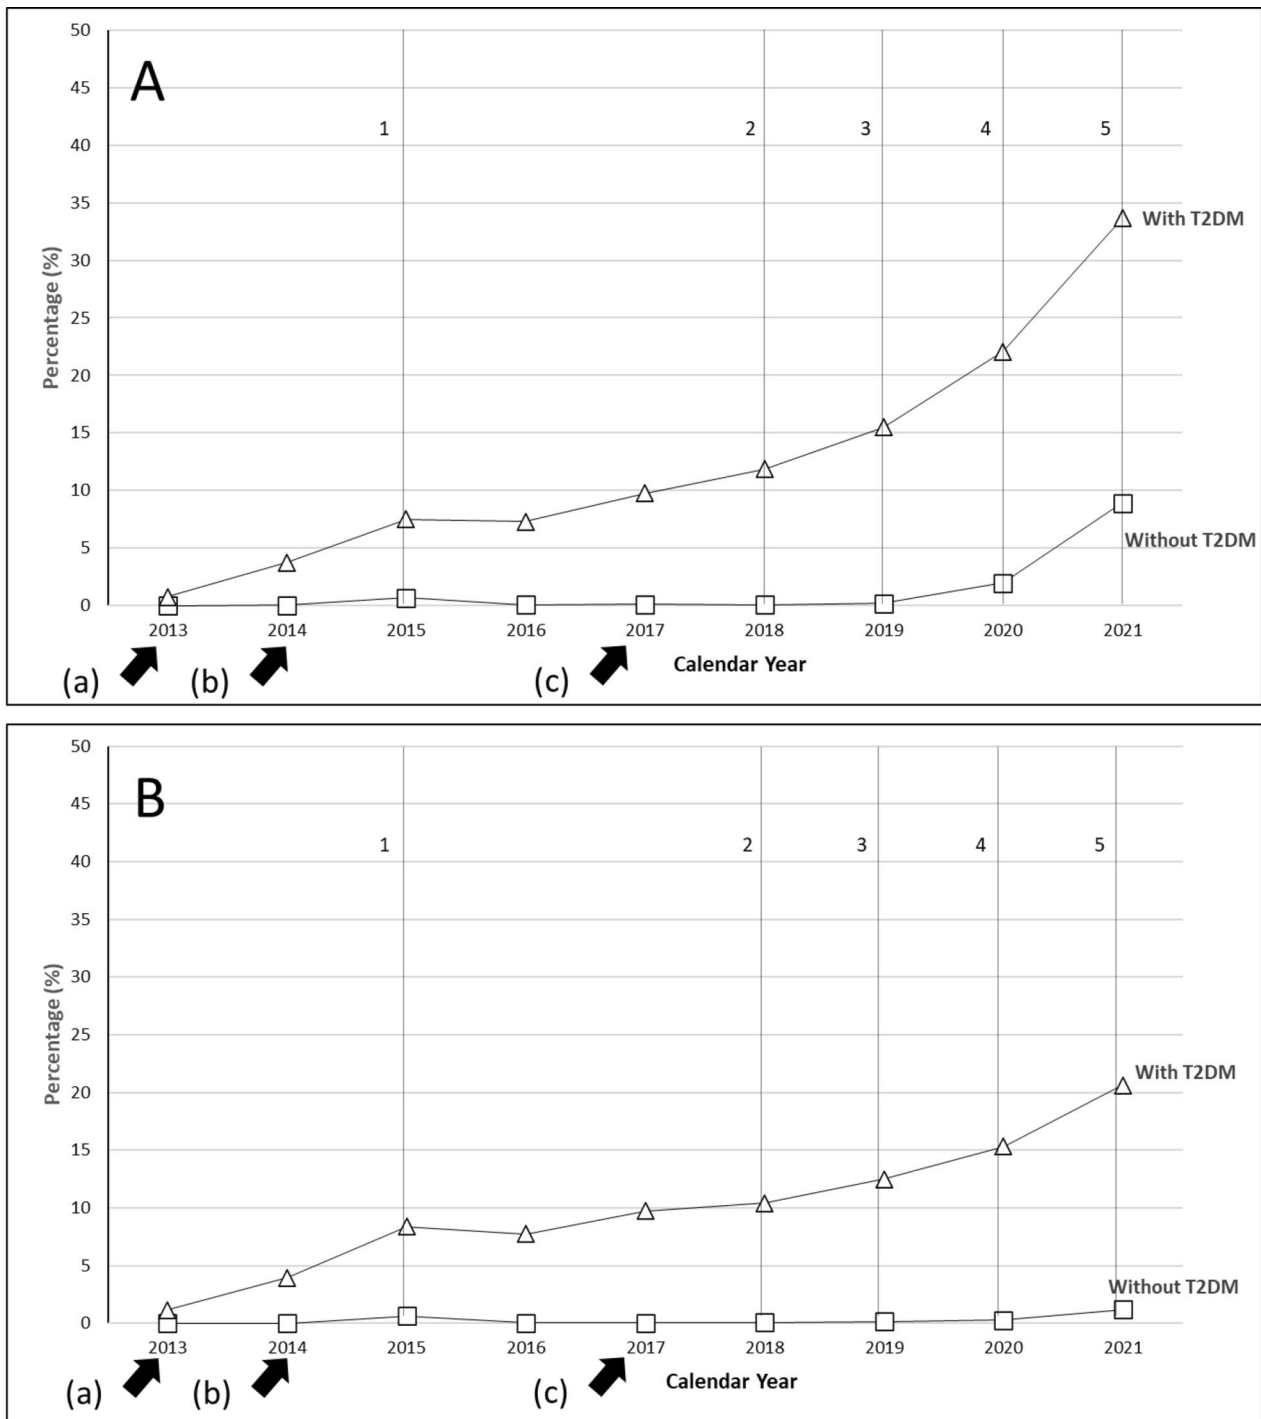 50
A
45
1 2 3 4 5
40
35
With T2DM
30
Percentage (%)
25
20
15
10
Without T2DM
5
0
2013 2014 2015 2016 2017 2018 2019 2020 2021
Calendar Year
(a) (b) (c)
50
B
45
1 2 3 4 5
40
35
30
25
Percentage (%)
With T2DM
20
15
10
5
Without T2DM
0
2013 2014 2015 2016 2017 2018 2019 2020 2021
Calendar Year
(a) (b) (c)